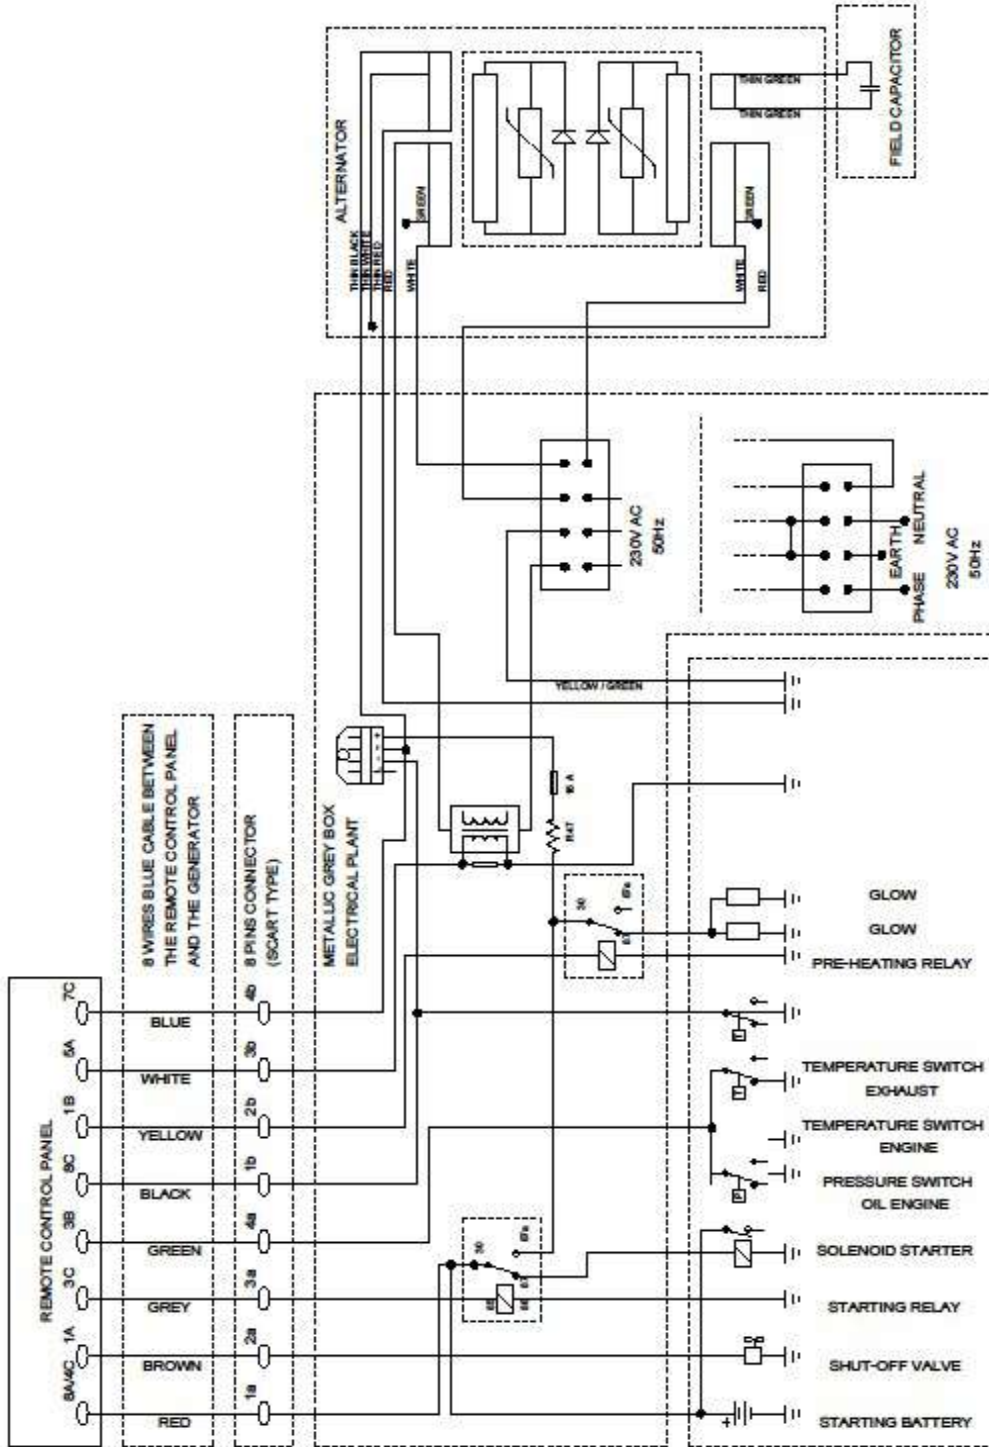 FIELD CAPACITOR
THIN GREEN
THIN GREEN
ALTERNATOR
THIN BLACK
THIN WHITE
THIN RED
RED
WHITE
GREEN
GREEN
WHITE
RED
230V AC
50Hz
EARTH
PHASE
NEUTRAL
230V AC
50Hz
YELLOW / GREEN
8 WIRES BLUE CABLE BETWEEN
THE REMOTE CONTROL PANEL
AND THE GENERATOR
8 PINS CONNECTOR
(SCART TYPE)
METALLIC GREY BOX
ELECTRICAL PLANT
16 A
R47
30
87a
87
REMOTE CONTROL PANEL
7C
BLUE
4b
5A
WHITE
3b
1B
YELLOW
2b
8C
BLACK
1b
3B
GREEN
4a
3C
GREY
3a
1A
BROWN
2a
8A/4C
RED
1a
30
87a
87
85
86
T
T
P
+
GLOW
GLOW
PRE-HEATING RELAY
TEMPERATURE SWITCH
EXHAUST
TEMPERATURE SWITCH
ENGINE
PRESSURE SWITCH
OIL ENGINE
SOLENOID STARTER
STARTING RELAY
SHUT-OFF VALVE
STARTING BATTERY